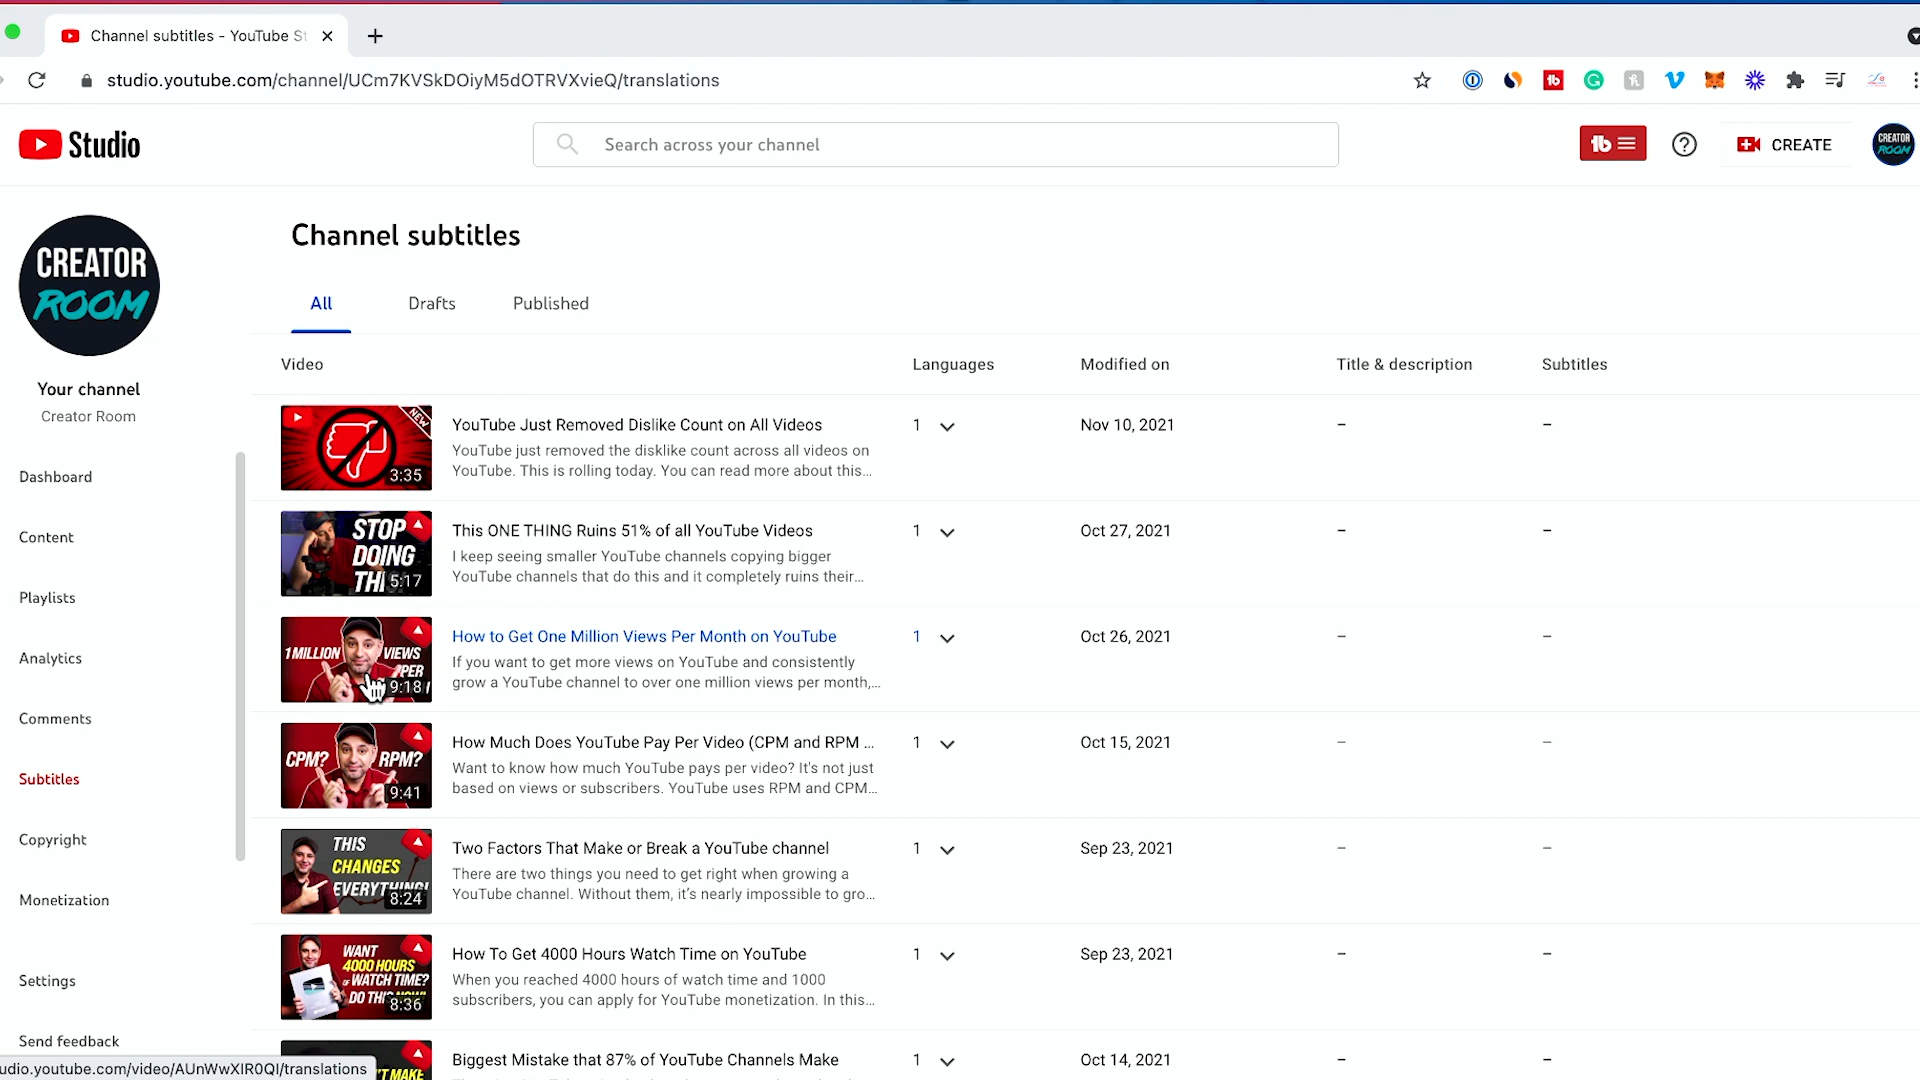 Channel subtitles - YouTube St
studio.youtube.com/channel/UCm7KVSkDOiyM5dOTRVXvieQ/translations
Studio
Search across your channel
CREATE
CREATOR
ROOM
CREATOR
ROOM
Your channel
Creator Room
Dashboard
Content
Playlists
Analytics
Comments
Subtitles
Copyright
Monetization
Settings
Send feedback
Channel subtitles
All Drafts Published
Video Languages Modified on Title & description Subtitles
NEW
3:35
YouTube Just Removed Dislike Count on All Videos 1 Nov 10, 2021 – –
YouTube just removed the disklike count across all videos on
YouTube. This is rolling today. You can read more about this...
STOP
DOING
THI
5:17
This ONE THING Ruins 51% of all YouTube Videos 1 Oct 27, 2021 – –
I keep seeing smaller YouTube channels copying bigger
YouTube channels that do this and it completely ruins their...
1 MILLION VIEWS
PER
9:18
How to Get One Million Views Per Month on YouTube 1 Oct 26, 2021 – –
If you want to get more views on YouTube and consistently
grow a YouTube channel to over one million views per month,...
CPM? RPM?
9:41
How Much Does YouTube Pay Per Video (CPM and RPM ... 1 Oct 15, 2021 – –
Want to know how much YouTube pays per video? It's not just
based on views or subscribers. YouTube uses RPM and CPM...
THIS
CHANGES
EVERYTHING!
8:24
Two Factors That Make or Break a YouTube channel 1 Sep 23, 2021 – –
There are two things you need to get right when growing a
YouTube channel. Without them, it's nearly impossible to gro...
WANT
4000 HOURS
OF WATCH TIME?
DO THIS NOW!
8:36
How To Get 4000 Hours Watch Time on YouTube 1 Sep 23, 2021 – –
When you reached 4000 hours of watch time and 1000
subscribers, you can apply for YouTube monetization. In this...
'T MAKE
Biggest Mistake that 87% of YouTube Channels Make 1 Oct 14, 2021 – –
udio.youtube.com/video/AUnWwXIR0QI/translations